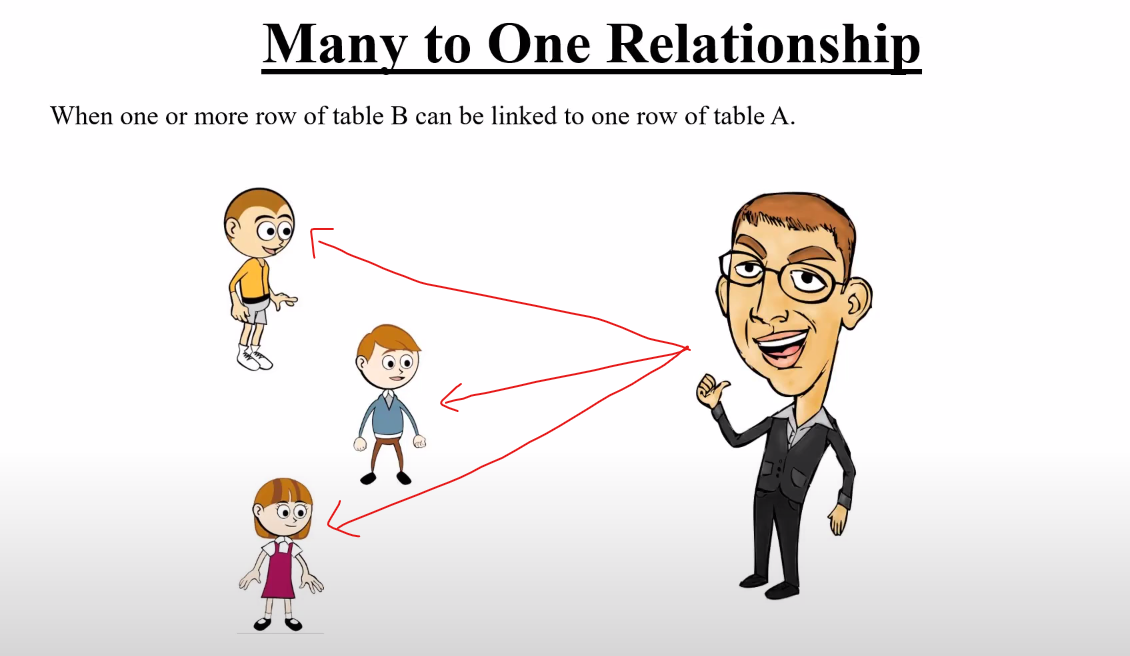 Many to One Relationship
When one or more row of table B can be linked to one row of table A.